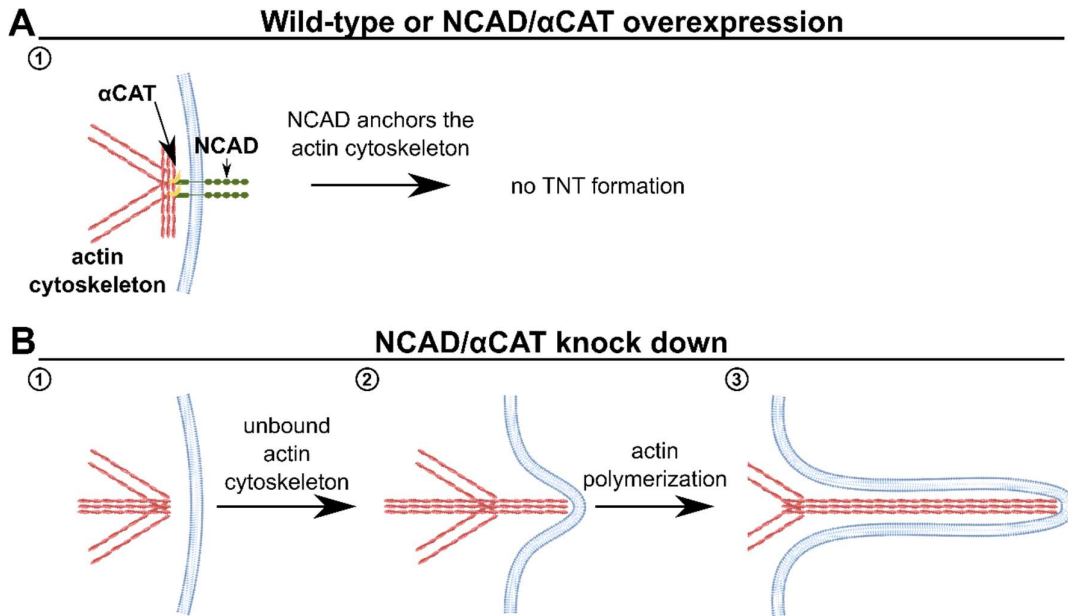 A
Wild-type or NCAD/αCAT overexpression
①
αCAT
NCAD
actin
cytoskeleton
NCAD anchors the
actin cytoskeleton
no TNT formation
B
NCAD/αCAT knock down
①
unbound
actin
cytoskeleton
②
actin
polymerization
③